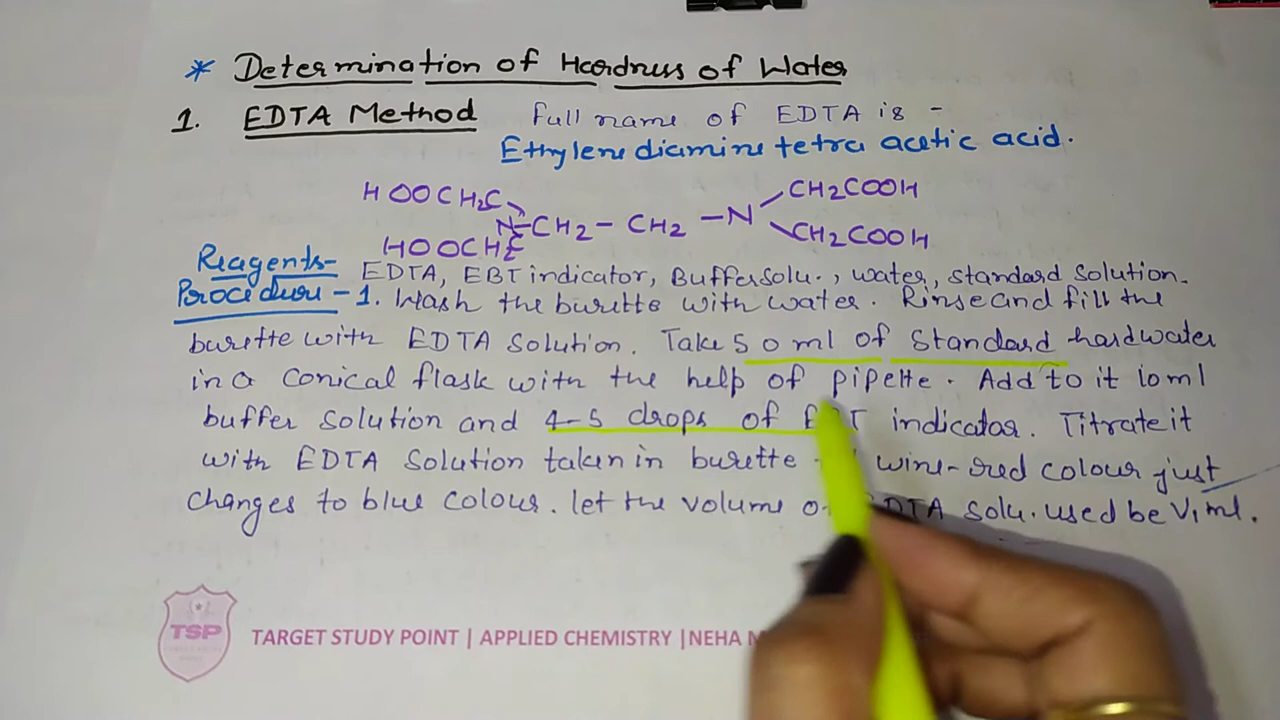 * Determination of Hardness of Water
1. EDTA Method Full name of EDTA is -
Ethylene diamine tetra acetic acid.
HOOCH2C CH2COOH
N-CH2-CH2-N
HOOCH2C CH2COOH
Reagents- EDTA, EBT indicator, Buffer solu., water, standard solution.
Procedure - 1. Wash the burette with water. Rinse and fill the
burette with EDTA solution. Take 50 ml of Standard hardwater
in a conical flask with the help of pipette. Add to it 10 ml
buffer solution and 4-5 drops of indicator. Titrate it
with EDTA Solution taken in burette wine-red colour just
changes to blue colour. let the volume EDTA solu. used be V1 ml.
TSP
TARGET STUDY POINT | APPLIED CHEMISTRY | NEHA